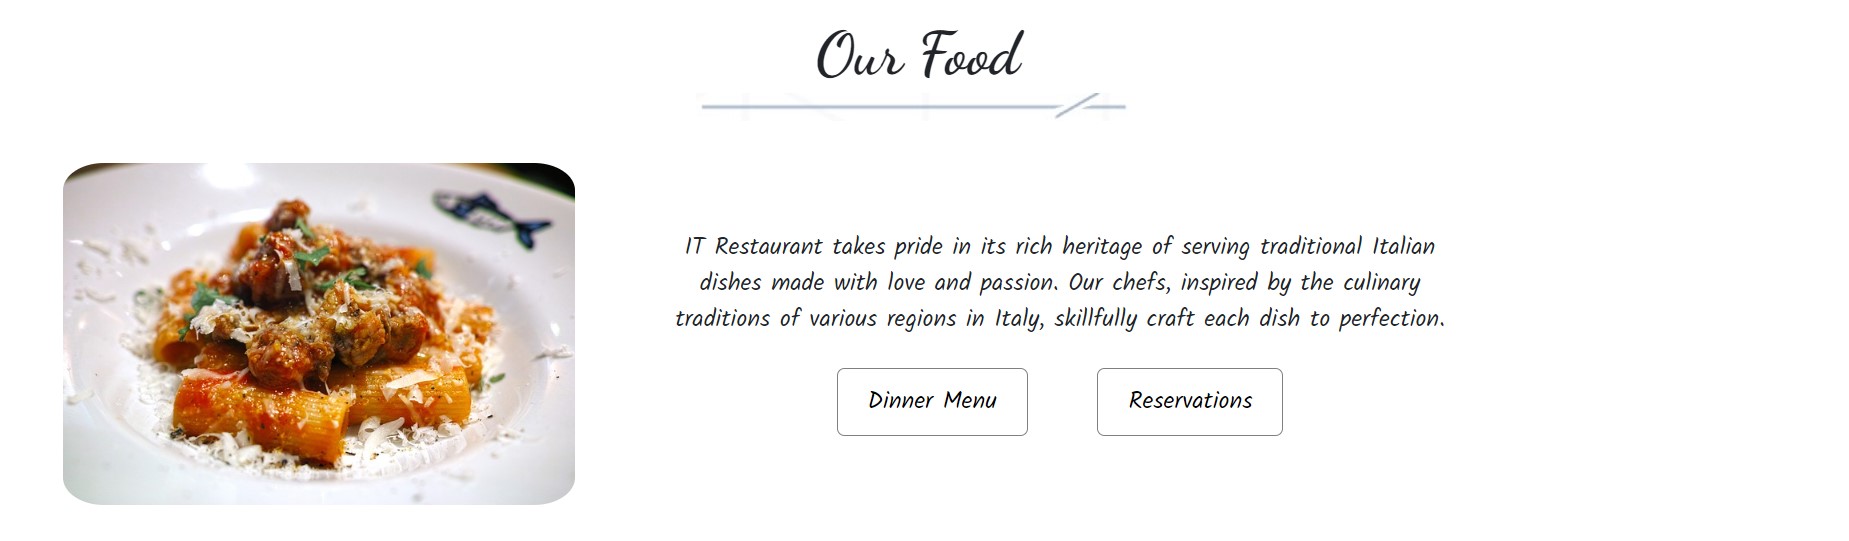 Our Food
IT Restaurant takes pride in its rich heritage of serving traditional Italian
dishes made with love and passion. Our chefs, inspired by the culinary
traditions of various regions in Italy, skillfully craft each dish to perfection.
Dinner Menu
Reservations